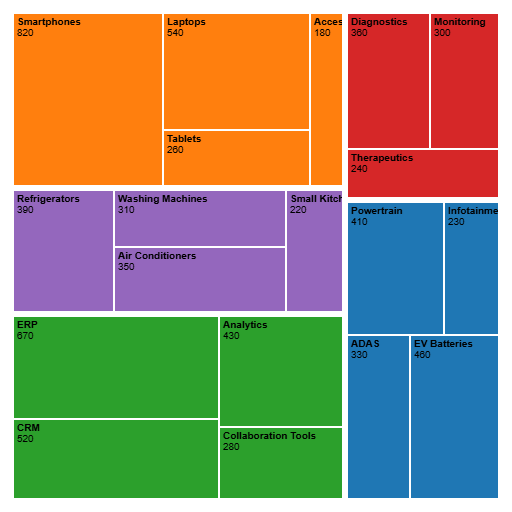 Smartphones
820
Laptops
540
Acces
180
Tablets
260
Diagnostics
360
Monitoring
300
Therapeutics
240
Refrigerators
390
Washing Machines
310
Small Kitch
220
Air Conditioners
350
Powertrain
410
Infotainme
230
ERP
670
Analytics
430
ADAS
330
EV Batteries
460
CRM
520
Collaboration Tools
280